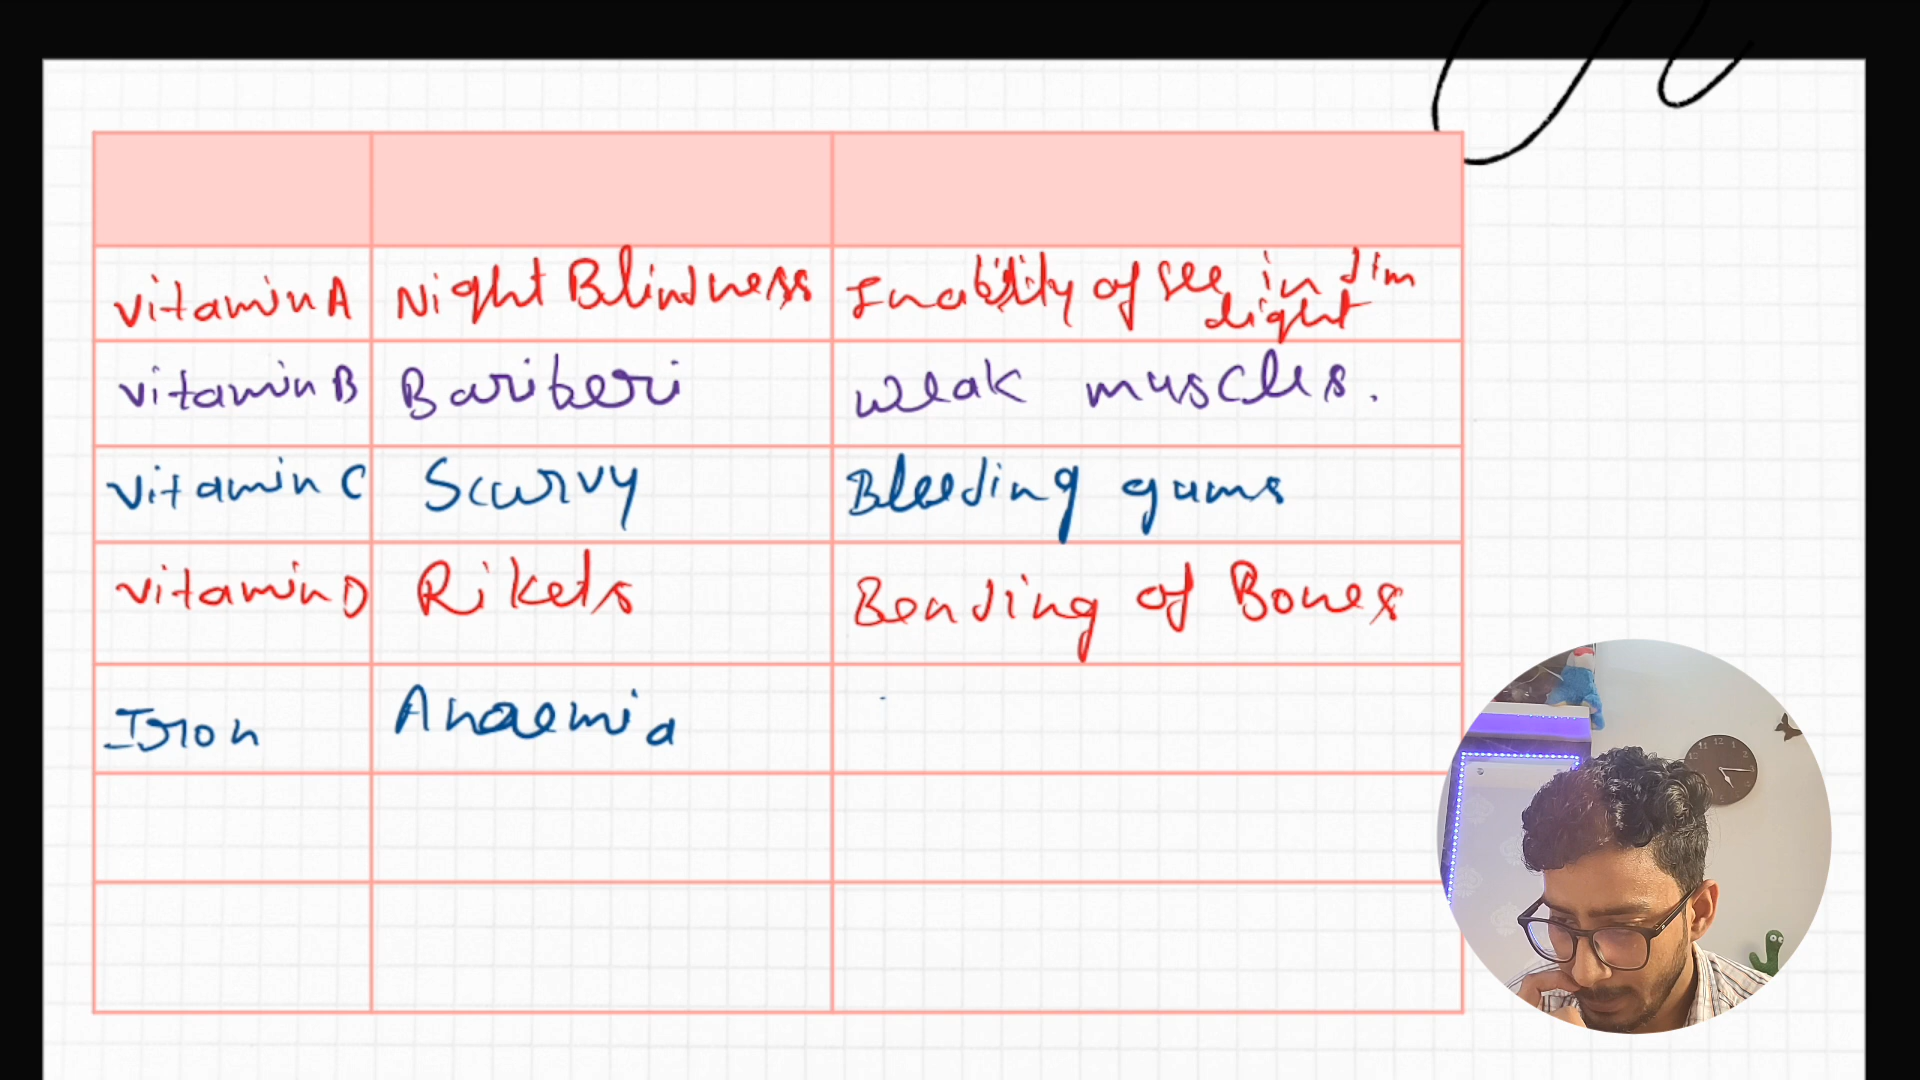 Vitamin A Night Blindness Inability of see in dim
light
Vitamin B Bariberi weak muscles.
Vitamin C Scurvy Bleeding gums
Vitamin D Rikets Bending of Bones
Iron Anaemia